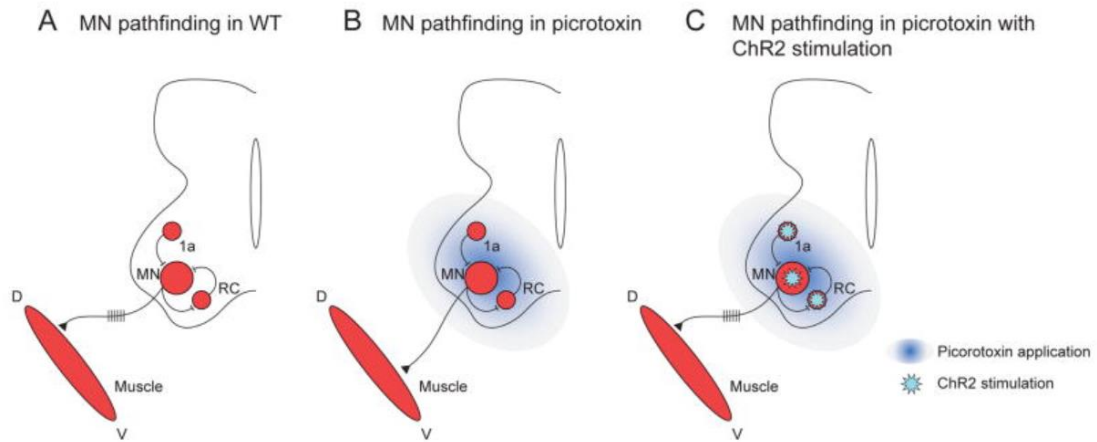 A MN pathfinding in WT
B MN pathfinding in picrotoxin
C MN pathfinding in picrotoxin with
ChR2 stimulation
1a
MN
RC
D
Muscle
V
1a
MN
RC
D
Muscle
V
1a
MN
RC
D
Muscle
V
Picorotoxin application
ChR2 stimulation